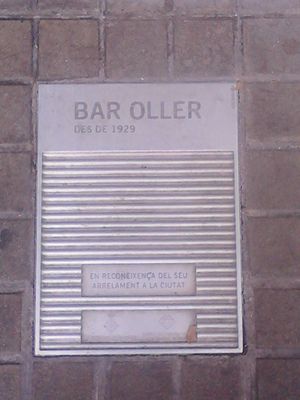 BAR OLLER
DES DE 1929
EN RECONEIXENÇA DEL SEU
ARRELAMENT A LA CIUTAT